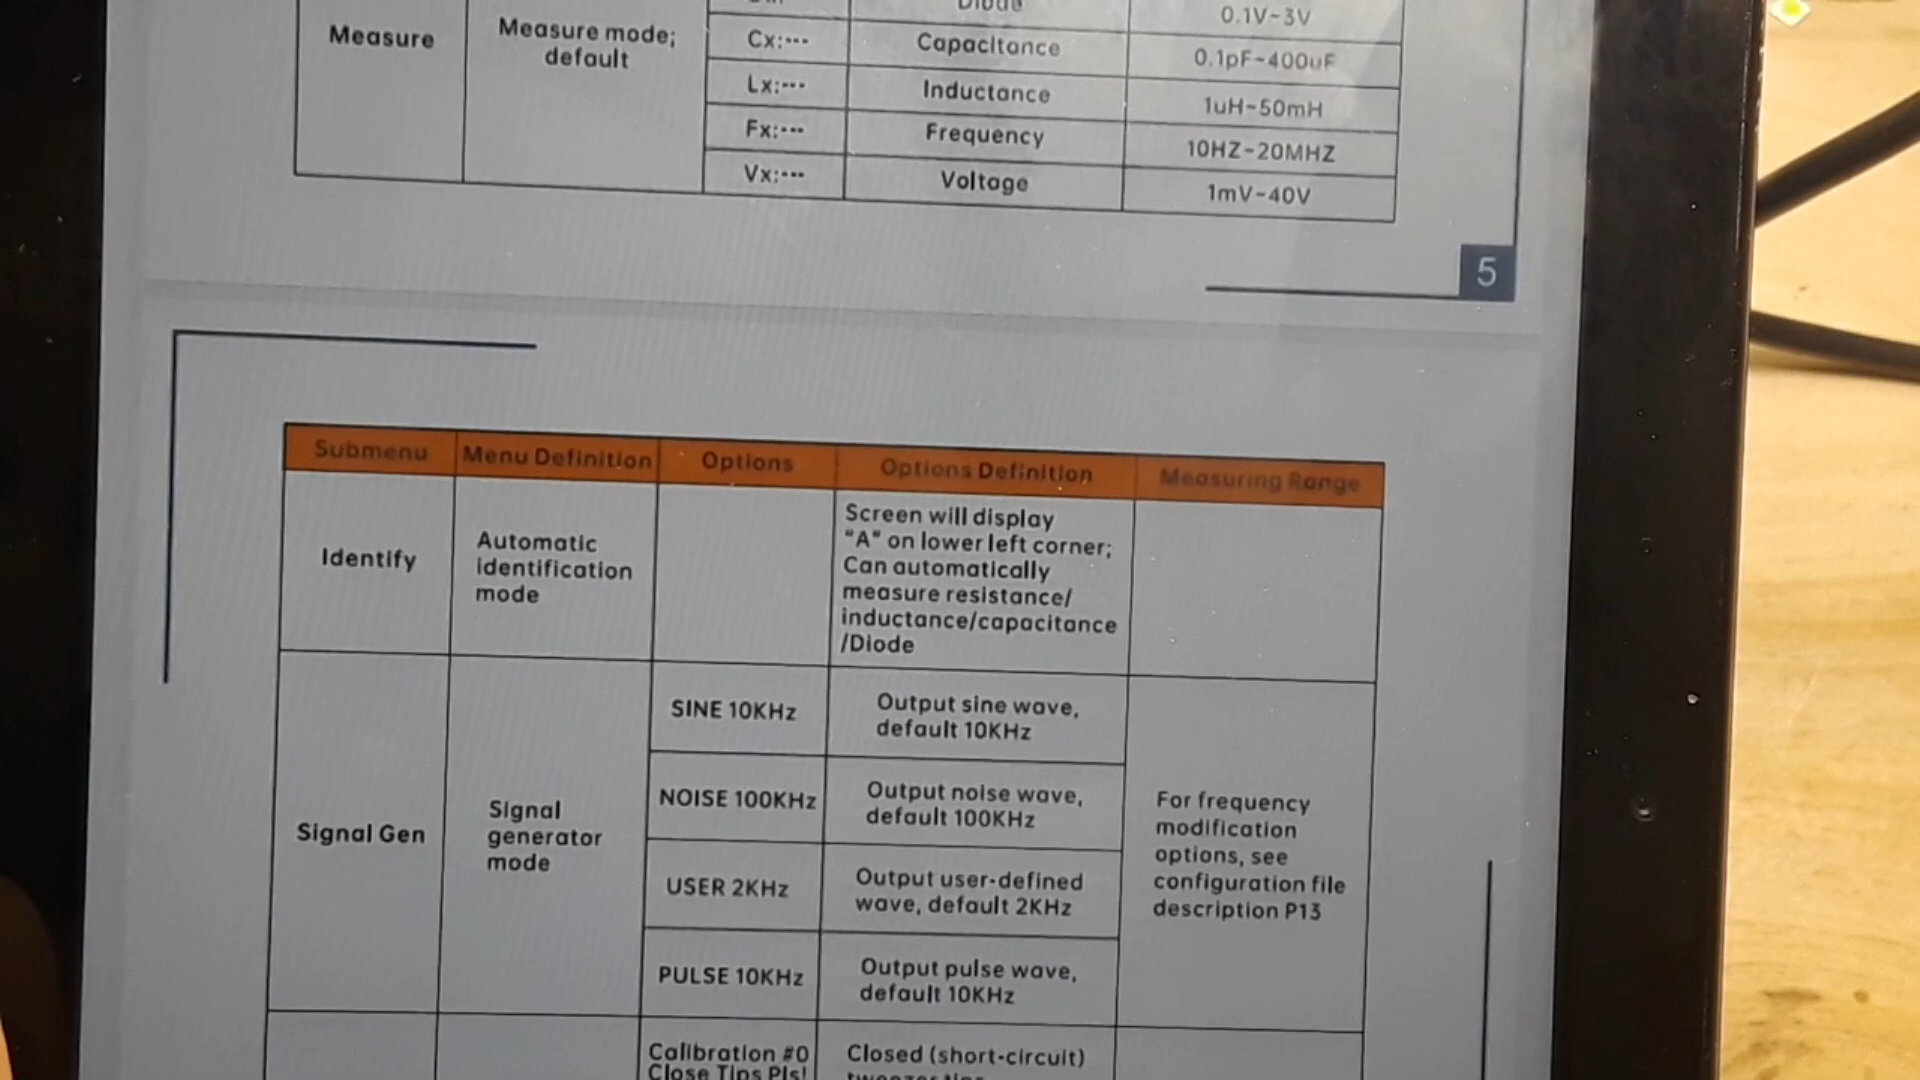 Diode
0.1V~3V
Measure
Measure mode;
default
Cx:---
Capacitance
0.1pF~400uF
Lx:---
Inductance
1uH~50mH
Fx:---
Frequency
10HZ~20MHZ
Vx:---
Voltage
1mV~40V
5
Submenu
Menu Definition
Options
Options Definition
Measuring Range
Identify
Automatic
identification
mode
Screen will display
"A" on lower left corner;
Can automatically
measure resistance/
inductance/capacitance
/Diode
Signal Gen
Signal
generator
mode
SINE 10KHz
Output sine wave,
default 10KHz
NOISE 100KHz
Output noise wave,
default 100KHz
USER 2KHz
Output user-defined
wave, default 2KHz
PULSE 10KHz
Output pulse wave,
default 10KHz
For frequency
modification
options, see
configuration file
description P13
Calibration #0
Close Tips Pls!
Closed (short-circuit)